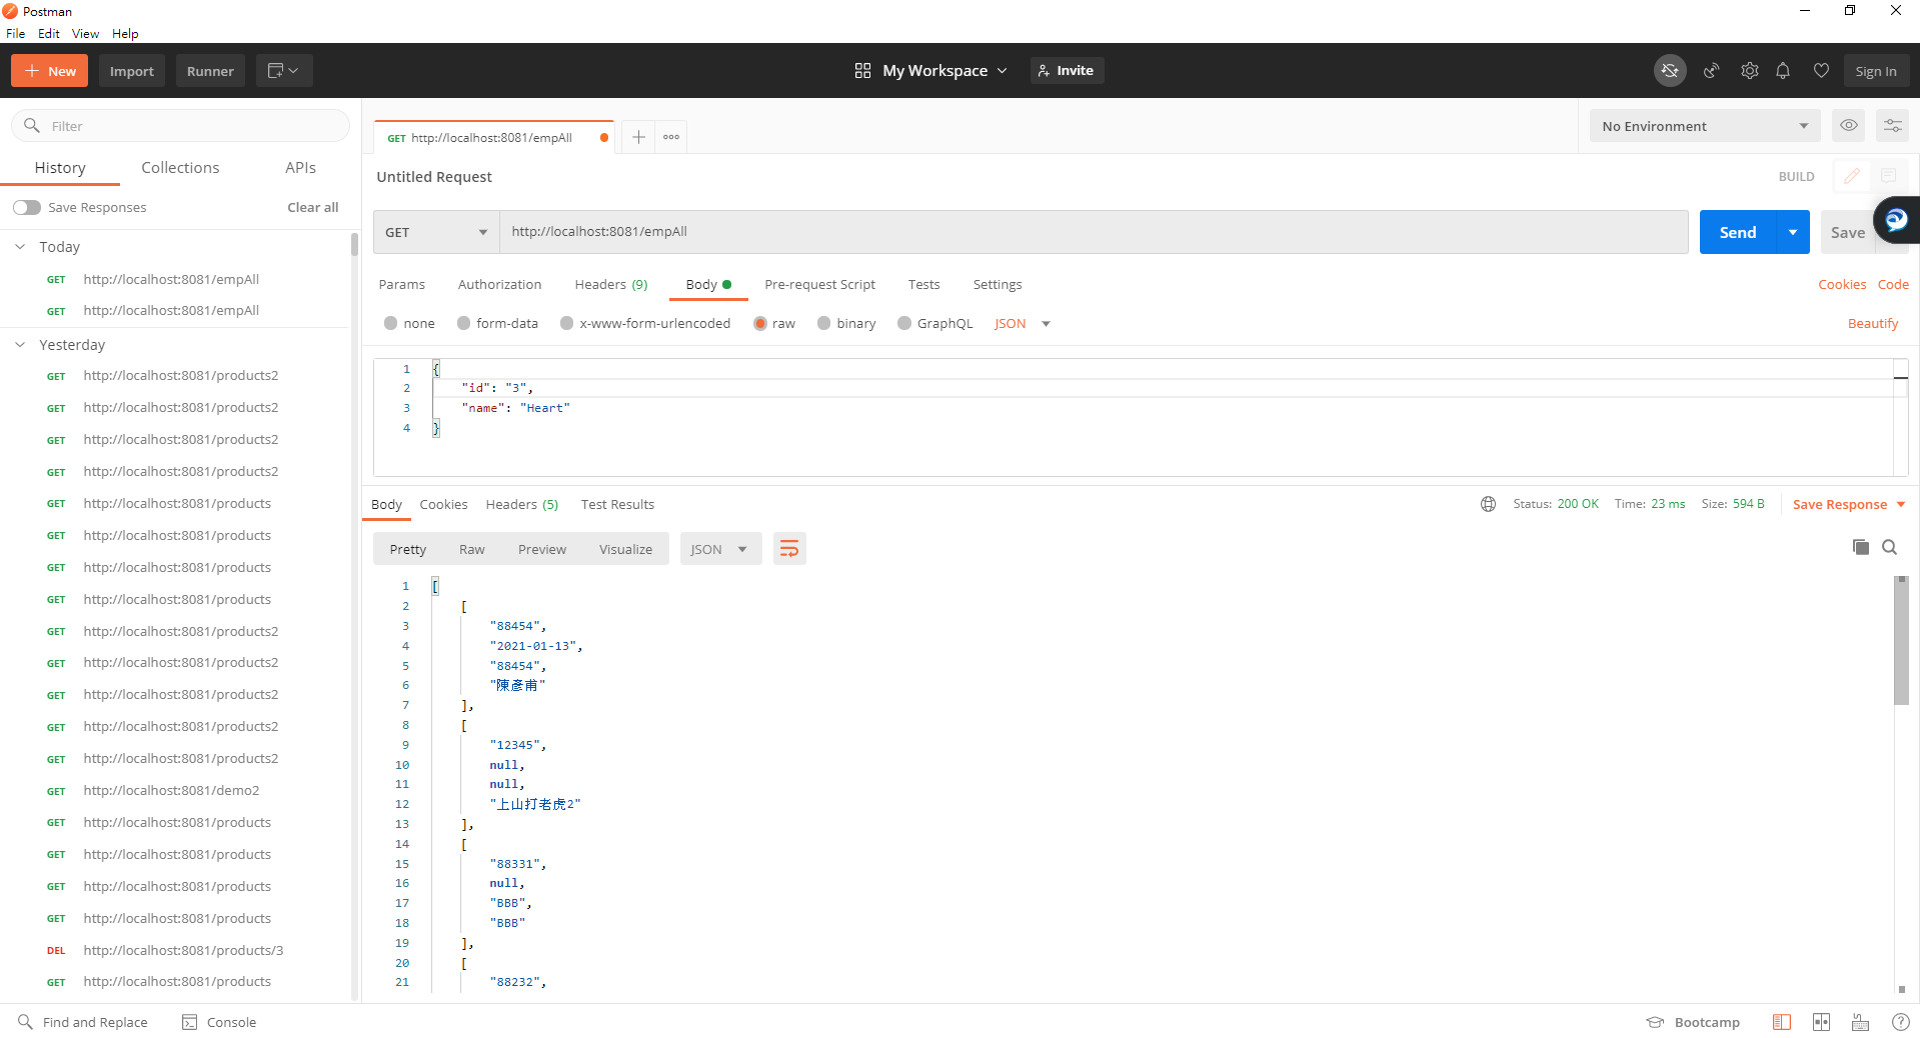 Postman
File Edit View Help
New Import Runner My Workspace Invite Sign In
Filter
History Collections APIs
Save Responses Clear all
Today
GET http://localhost:8081/empAll
GET http://localhost:8081/empAll
Yesterday
GET http://localhost:8081/products2
GET http://localhost:8081/products2
GET http://localhost:8081/products2
GET http://localhost:8081/products2
GET http://localhost:8081/products
GET http://localhost:8081/products
GET http://localhost:8081/products
GET http://localhost:8081/products
GET http://localhost:8081/products2
GET http://localhost:8081/products2
GET http://localhost:8081/products2
GET http://localhost:8081/products2
GET http://localhost:8081/products2
GET http://localhost:8081/demo2
GET http://localhost:8081/products
GET http://localhost:8081/products
GET http://localhost:8081/products
GET http://localhost:8081/products
DEL http://localhost:8081/products/3
GET http://localhost:8081/products
GET http://localhost:8081/empAll
No Environment
Untitled Request BUILD
GET http://localhost:8081/empAll Send Save
Params Authorization Headers (9) Body Pre-request Script Tests Settings Cookies Code
none form-data x-www-form-urlencoded raw binary GraphQL JSON Beautify
1 {
2 "id": "3",
3 "name": "Heart"
4 }
Body Cookies Headers (5) Test Results Status: 200 OK Time: 23 ms Size: 594 B Save Response
Pretty Raw Preview Visualize JSON
1 [
2 [
3 "88454",
4 "2021-01-13",
5 "88454",
6 "陳彥甫"
7 ],
8 [
9 "12345",
10 null,
11 null,
12 "上山打老虎2"
13 ],
14 [
15 "88331",
16 null,
17 "BBB",
18 "BBB"
19 ],
20 [
21 "88232",
Find and Replace Console Bootcamp